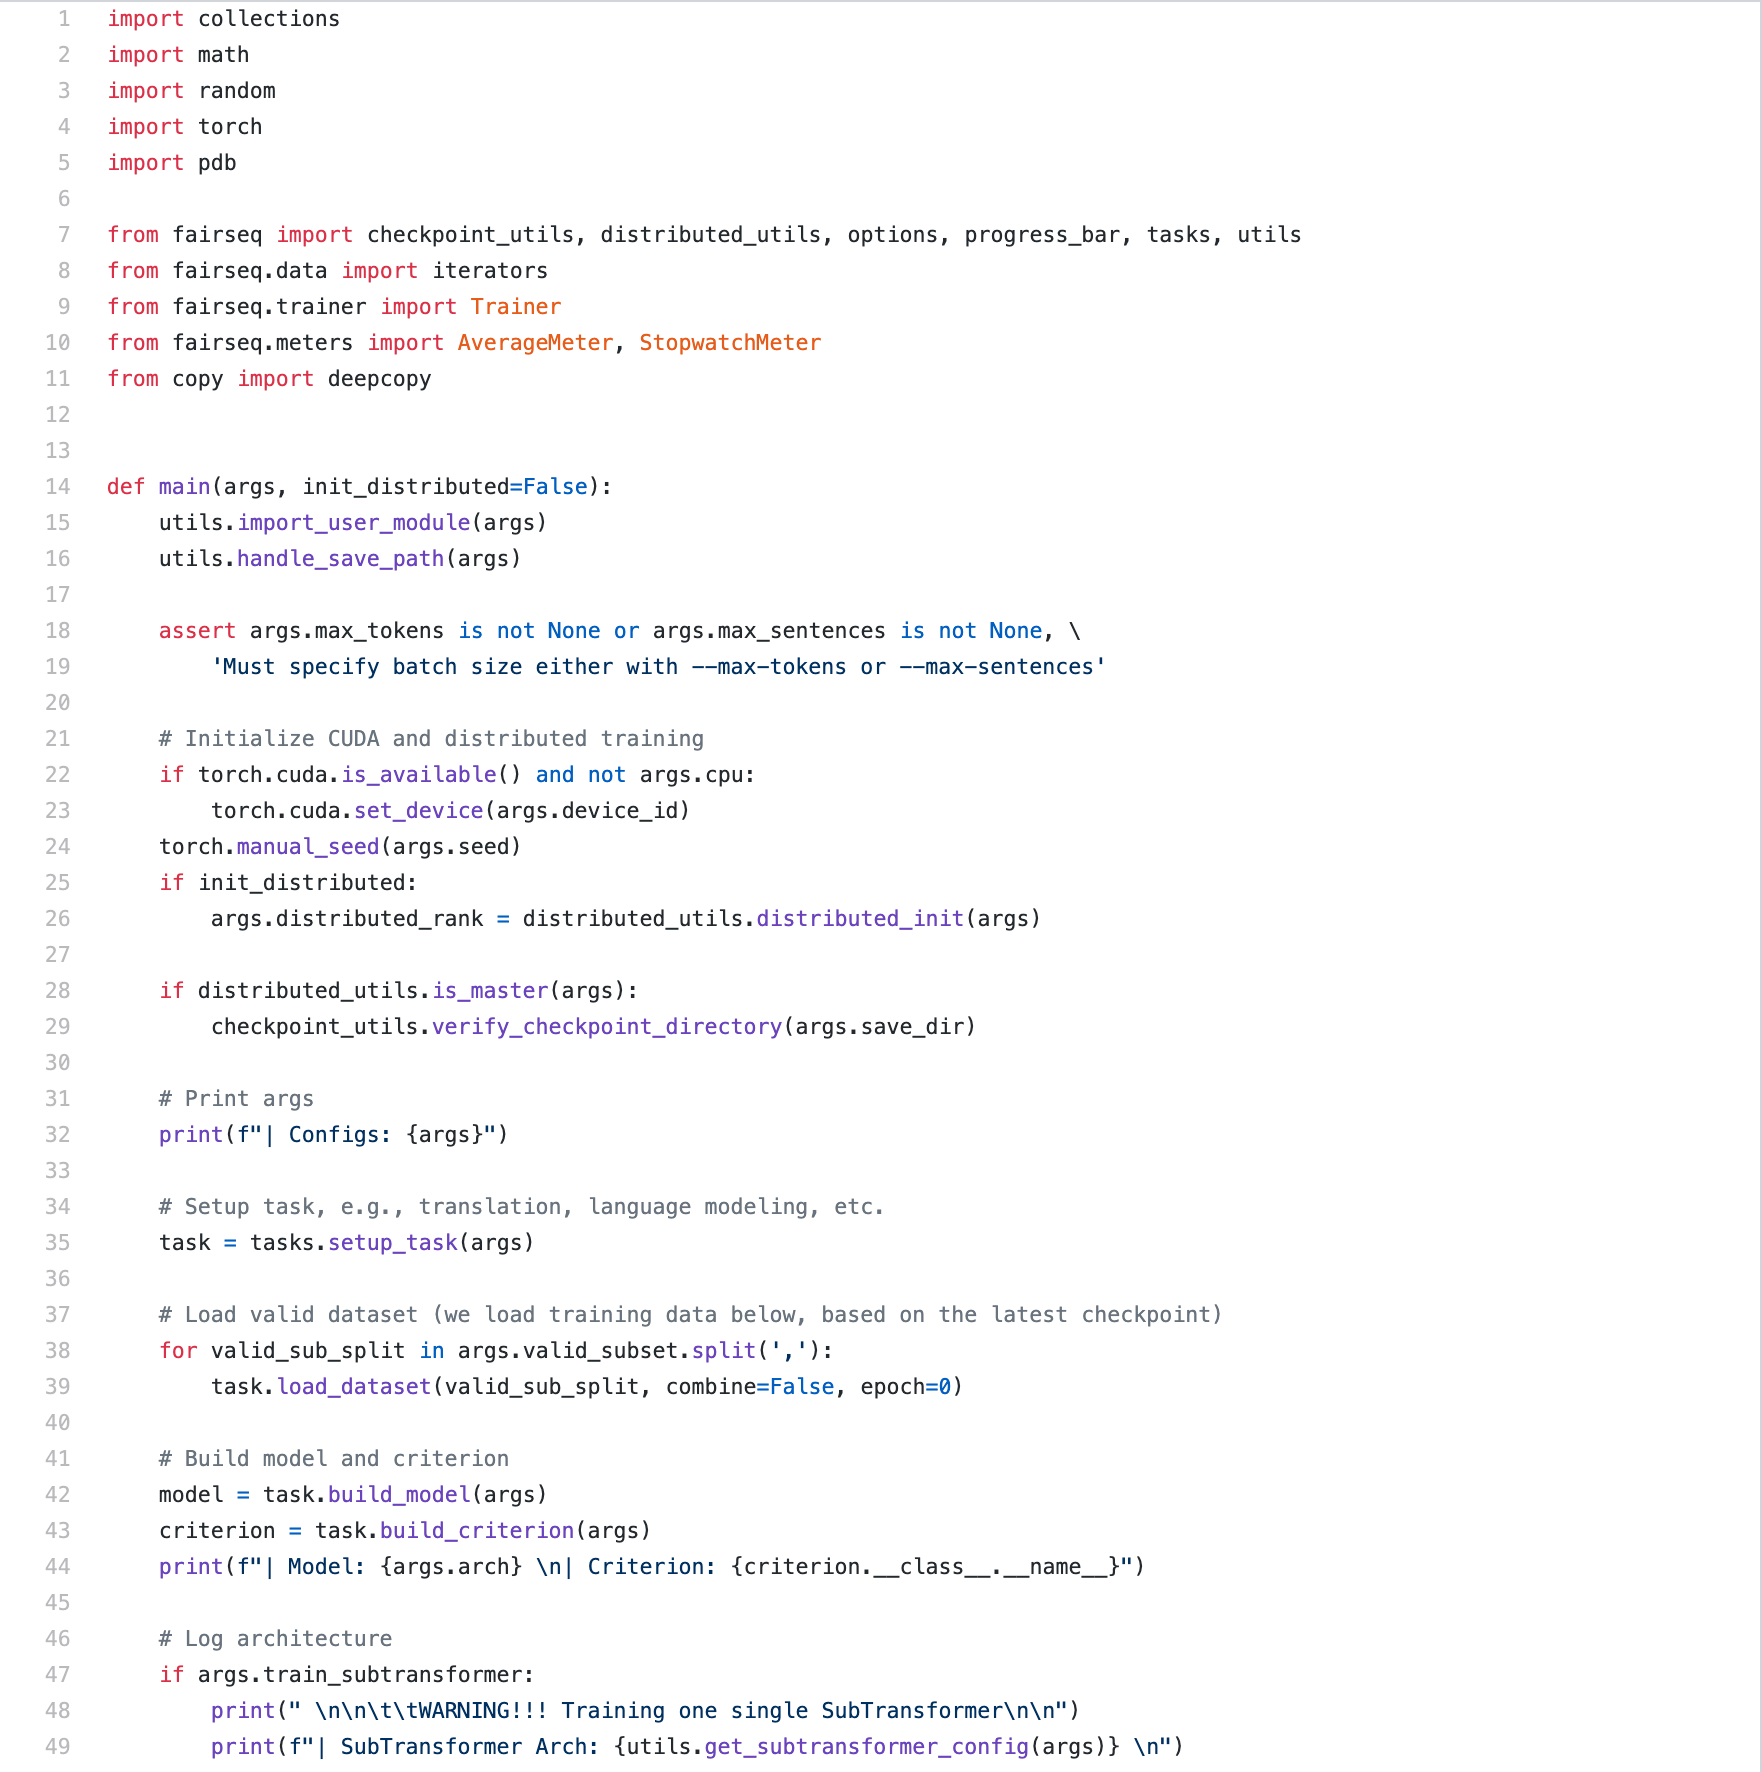 1 import collections
2 import math
3 import random
4 import torch
5 import pdb
6
7 from fairseq import checkpoint_utils, distributed_utils, options, progress_bar, tasks, utils
8 from fairseq.data import iterators
9 from fairseq.trainer import Trainer
10 from fairseq.meters import AverageMeter, StopwatchMeter
11 from copy import deepcopy
12
13
14 def main(args, init_distributed=False):
15     utils.import_user_module(args)
16     utils.handle_save_path(args)
17
18     assert args.max_tokens is not None or args.max_sentences is not None, \
19         'Must specify batch size either with --max-tokens or --max-sentences'
20
21     # Initialize CUDA and distributed training
22     if torch.cuda.is_available() and not args.cpu:
23         torch.cuda.set_device(args.device_id)
24     torch.manual_seed(args.seed)
25     if init_distributed:
26         args.distributed_rank = distributed_utils.distributed_init(args)
27
28     if distributed_utils.is_master(args):
29         checkpoint_utils.verify_checkpoint_directory(args.save_dir)
30
31     # Print args
32     print(f"| Configs: {args}")
33
34     # Setup task, e.g., translation, language modeling, etc.
35     task = tasks.setup_task(args)
36
37     # Load valid dataset (we load training data below, based on the latest checkpoint)
38     for valid_sub_split in args.valid_subset.split(','):
39         task.load_dataset(valid_sub_split, combine=False, epoch=0)
40
41     # Build model and criterion
42     model = task.build_model(args)
43     criterion = task.build_criterion(args)
44     print(f"| Model: {args.arch} \n| Criterion: {criterion.__class__.__name__}")
45
46     # Log architecture
47     if args.train_subtransformer:
48         print(" \n\n\t\tWARNING!!! Training one single SubTransformer\n\n")
49         print(f"| SubTransformer Arch: {utils.get_subtransformer_config(args)} \n")